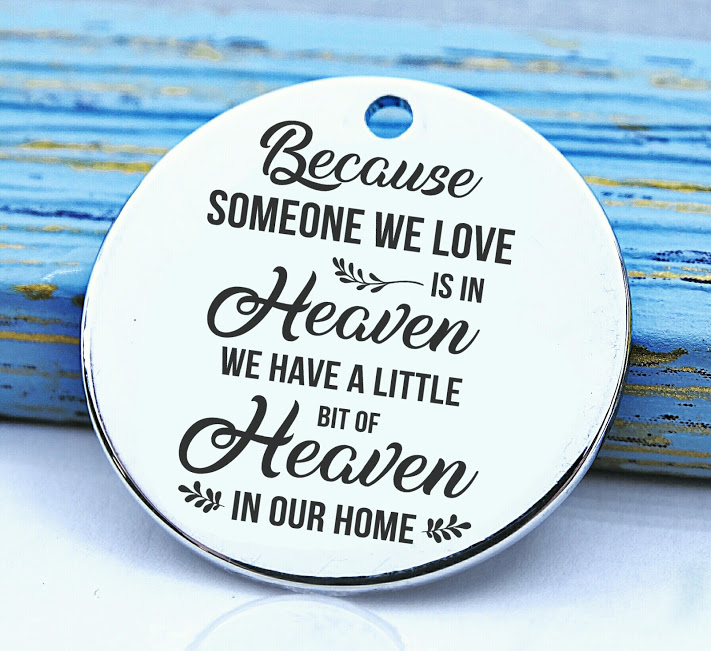 Because
SOMEONE WE LOVE
IS IN
Heaven
WE HAVE A LITTLE
BIT OF
Heaven
IN OUR HOME